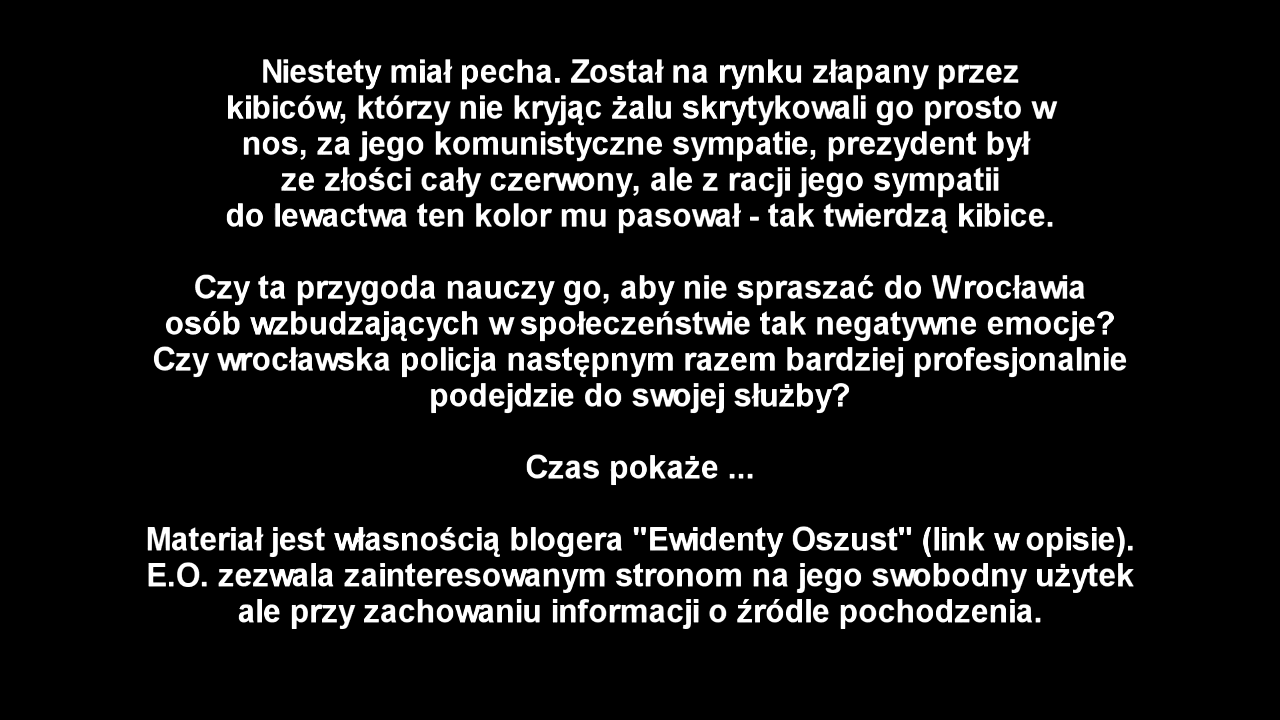 Niestety miał pecha. Został na rynku złapany przez
kibiców, którzy nie kryjąc żalu skrytykowali go prosto w
nos, za jego komunistyczne sympatie, prezydent był
ze złości cały czerwony, ale z racji jego sympatii
do lewactwa ten kolor mu pasował - tak twierdzą kibice.
Czy ta przygoda nauczy go, aby nie spraszać do Wrocławia
osób wzbudzających w społeczeństwie tak negatywne emocje?
Czy wrocławska policja następnym razem bardziej profesjonalnie
podejdzie do swojej służby?
Czas pokaże ...
Materiał jest własnością blogera "Ewidenty Oszust" (link w opisie).
E.O. zezwala zainteresowanym stronom na jego swobodny użytek
ale przy zachowaniu informacji o źródle pochodzenia.